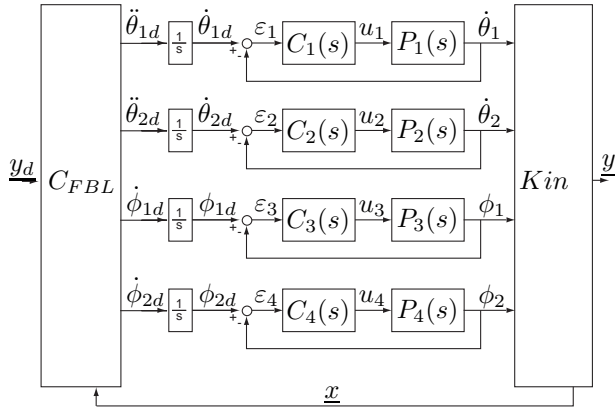 θ̈₁d 1/s θ̇₁d + - ε₁ C₁(s) u₁ P₁(s) θ̇₁
θ̈₂d 1/s θ̇₂d + - ε₂ C₂(s) u₂ P₂(s) θ̇₂
y_d C_FBL Kin y
φ̇₁d 1/s φ₁d + - ε₃ C₃(s) u₃ P₃(s) φ₁
φ̇₂d 1/s φ₂d + - ε₄ C₄(s) u₄ P₄(s) φ₂
x